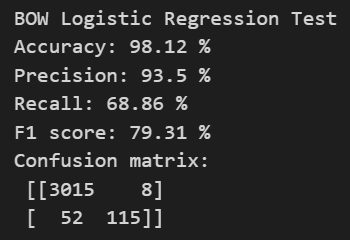 BOW Logistic Regression Test
Accuracy: 98.12 %
Precision: 93.5 %
Recall: 68.86 %
F1 score: 79.31 %
Confusion matrix:
[[3015    8]
[  52  115]]